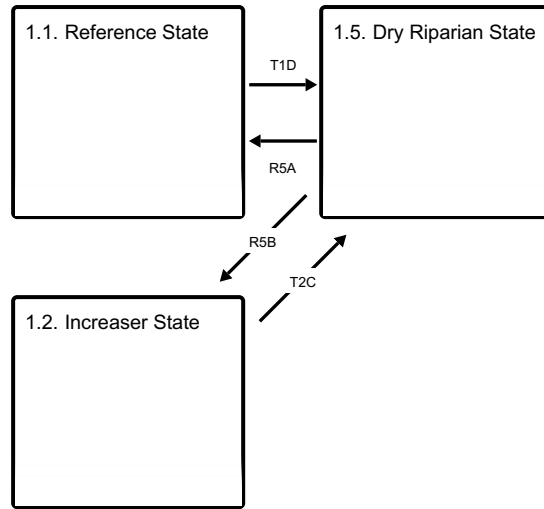 1.1. Reference State
1.5. Dry Riparian State
T1D
R5A
R5B
T2C
1.2. Increaser State